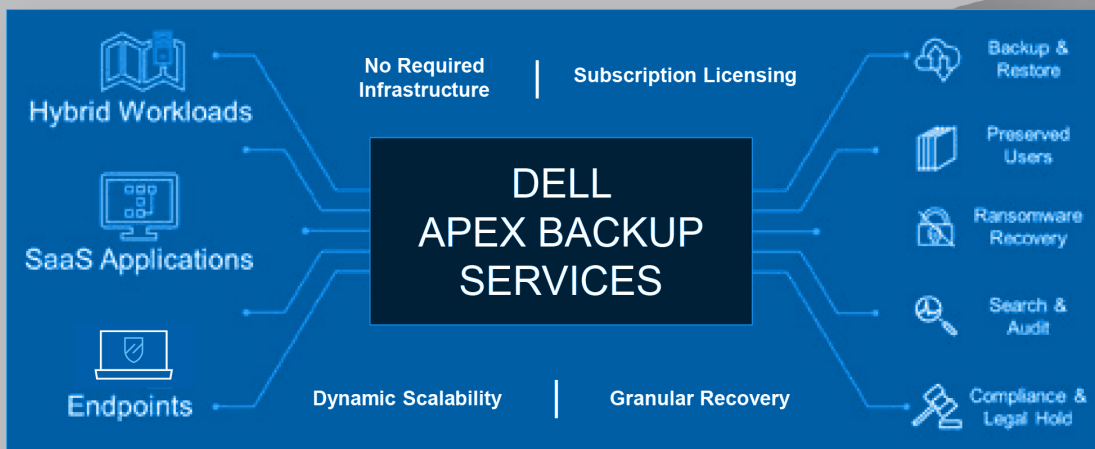 Hybrid Workloads
SaaS Applications
Endpoints
No Required
Infrastructure
Subscription Licensing
DELL
APEX BACKUP
SERVICES
Dynamic Scalability
Granular Recovery
Backup &
Restore
Preserved
Users
Ransomware
Recovery
Search &
Audit
Compliance &
Legal Hold